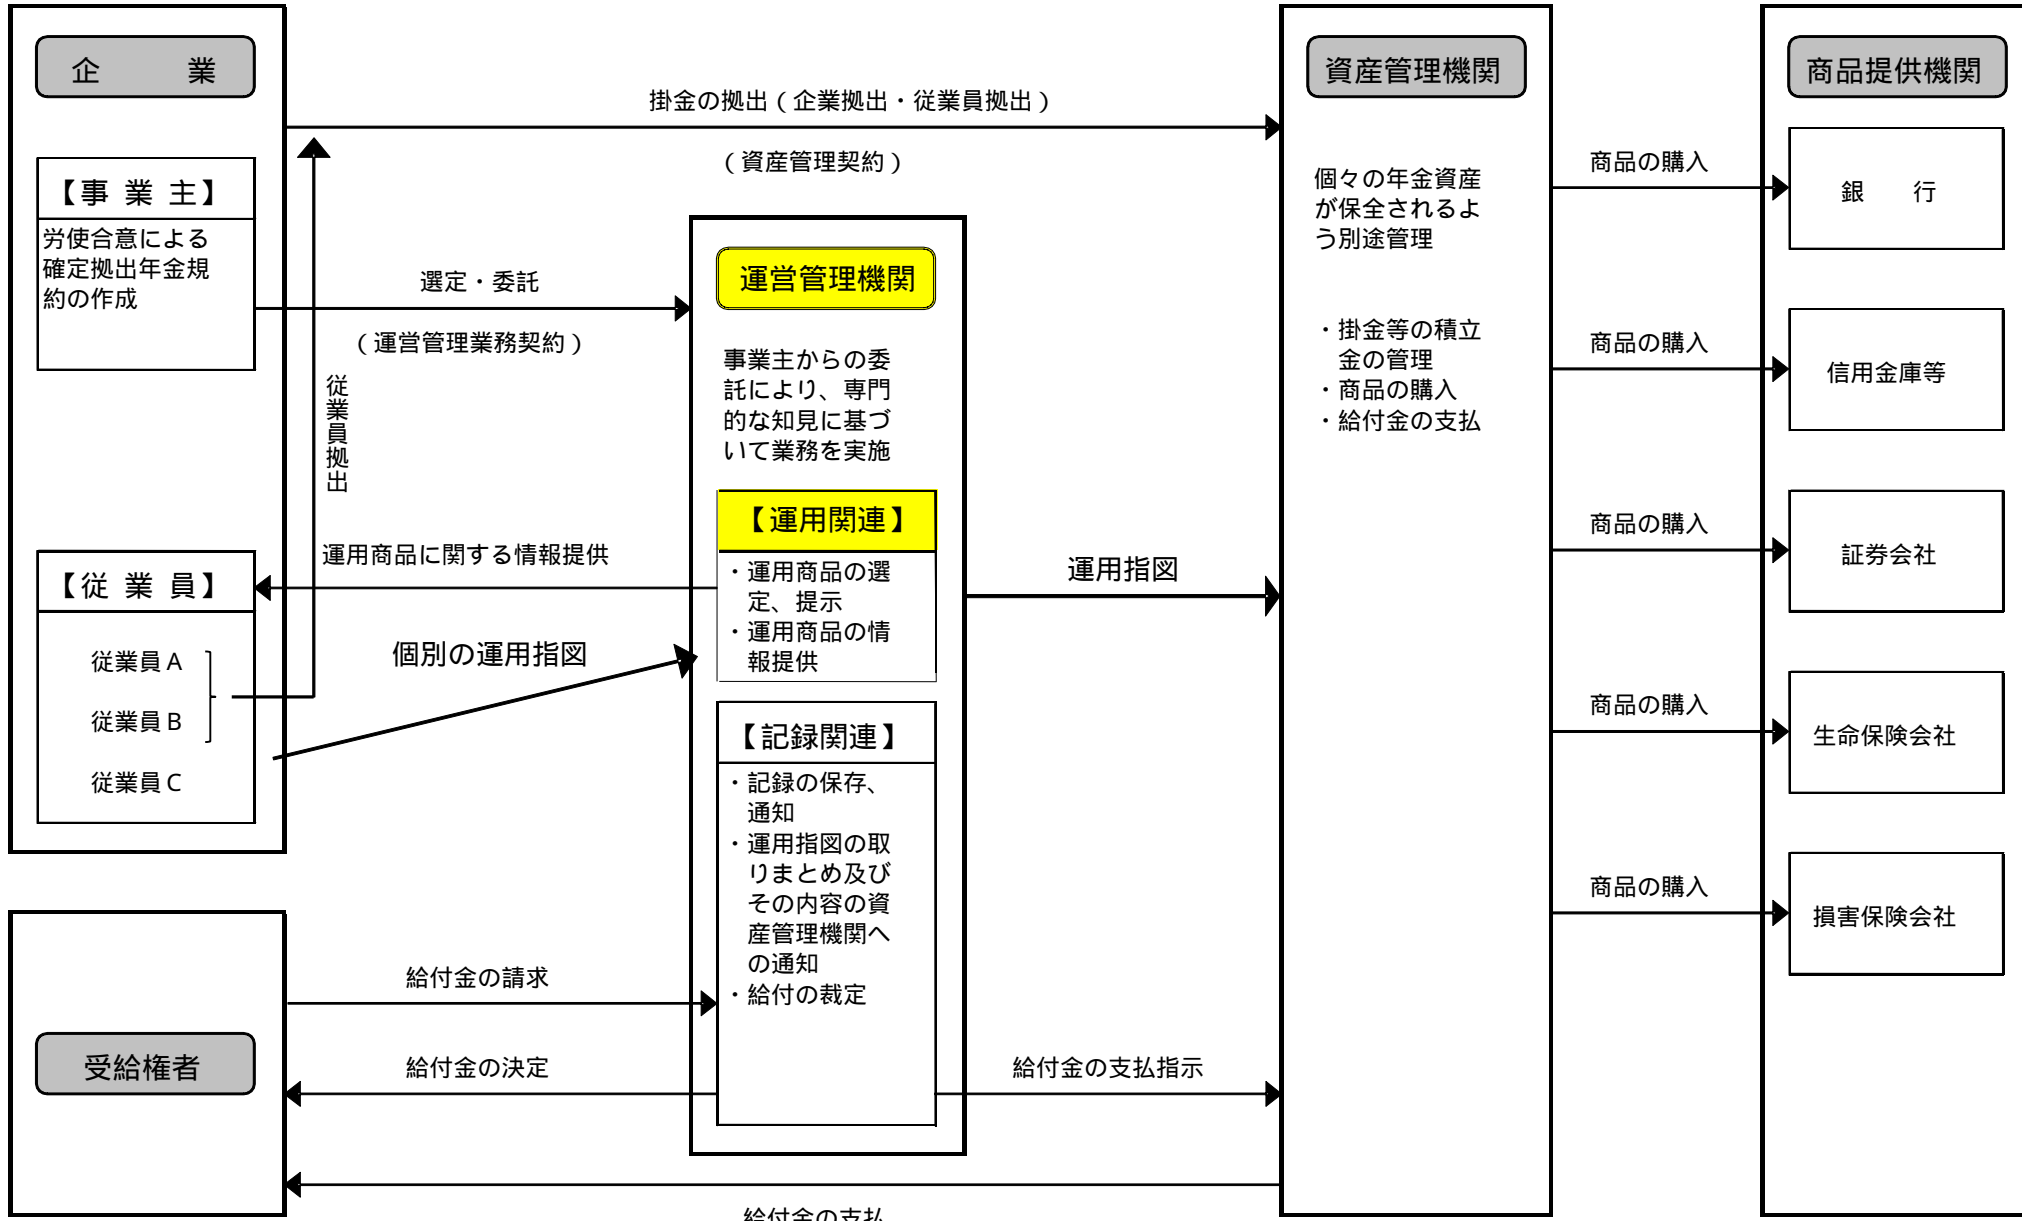 企　業
【事 業 主】
労使合意による
確定拠出年金規
約の作成
【従 業 員】
従業員Ａ
従業員Ｂ
従業員Ｃ
受給権者
掛金の拠出（企業拠出・従業員拠出）
（資産管理契約）
選定・委託
（運営管理業務契約）
従業員拠出
運用商品に関する情報提供
個別の運用指図
給付金の請求
給付金の決定
運営管理機関
事業主からの委
託により、専門
的な知見に基づ
いて業務を実施
【運用関連】
・運用商品の選
定、提示
・運用商品の情
報提供
【記録関連】
・記録の保存、
通知
・運用指図の取
りまとめ及び
その内容の資
産管理機関へ
の通知
・給付の裁定
運用指図
給付金の支払指示
給付金の支払
資産管理機関
個々の年金資産
が保全されるよ
う別途管理
・掛金等の積立
金の管理
・商品の購入
・給付金の支払
商品の購入
商品の購入
商品の購入
商品の購入
商品の購入
商品提供機関
銀　行
信用金庫等
証券会社
生命保険会社
損害保険会社